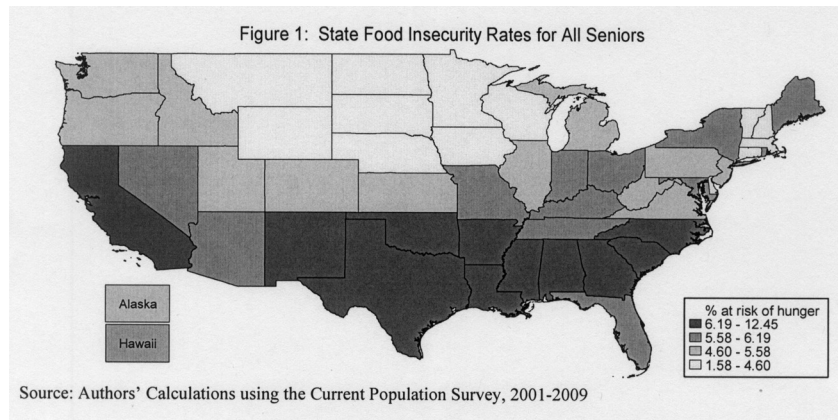 Figure 1: State Food Insecurity Rates for All Seniors
Alaska
Hawaii
% at risk of hunger
6.19 - 12.45
5.58 - 6.19
4.60 - 5.58
1.58 - 4.60
Source: Authors' Calculations using the Current Population Survey, 2001-2009